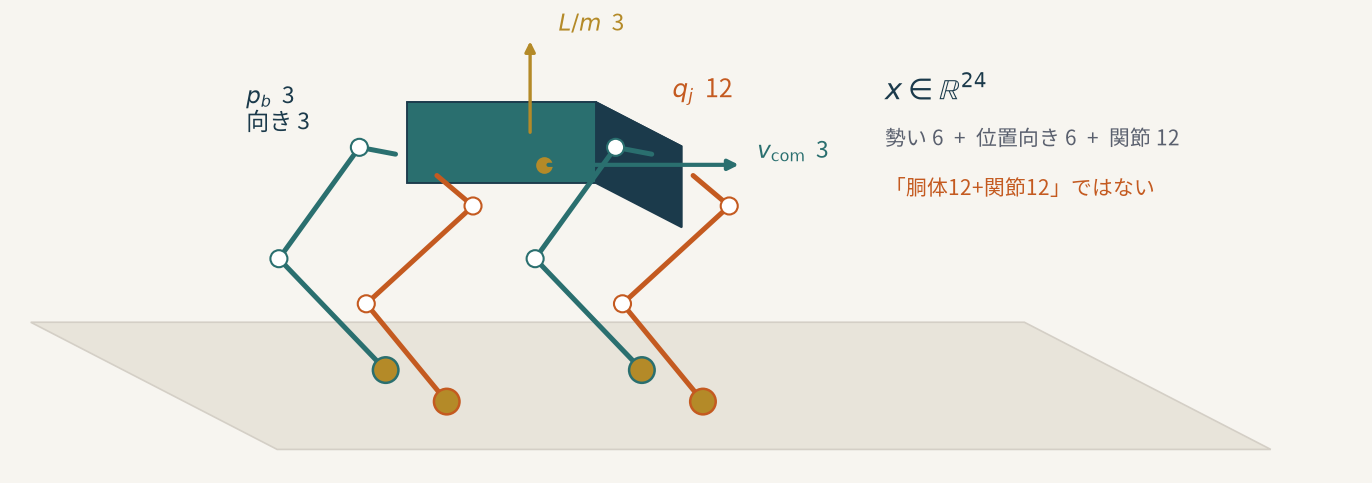 L/m 3
p_b 3
向き 3
q_j 12
v_com 3
x ∈ ℝ^24
勢い 6 + 位置向き 6 + 関節 12
「胴体12+関節12」ではない